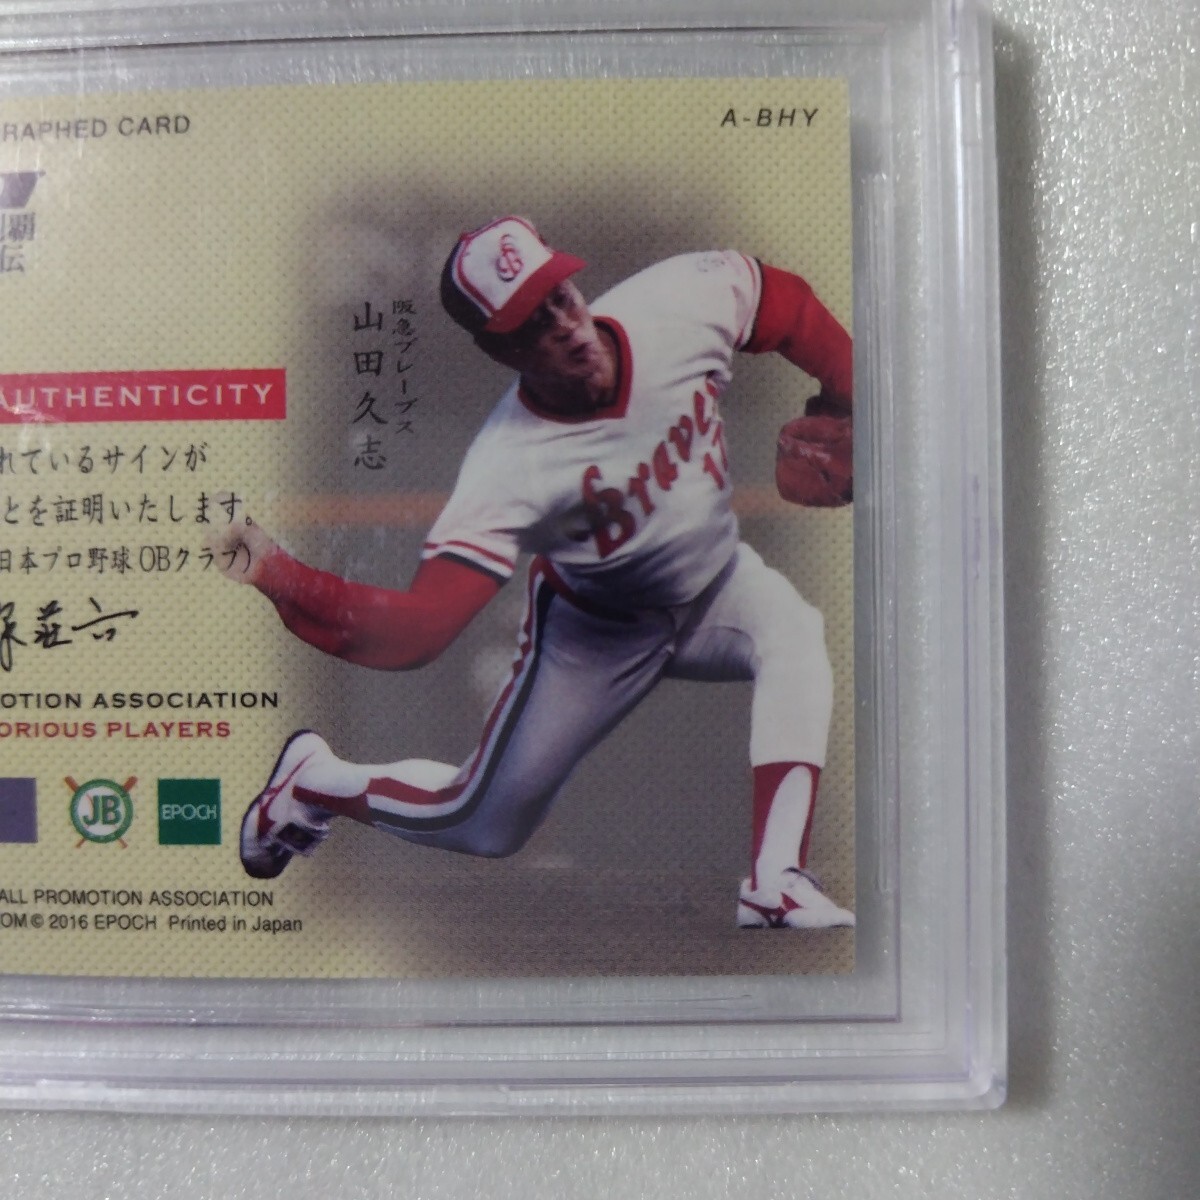 RAPHED CARD
A-BHY
覇
伝
阪急ブレーブス
山田久志
Braves
17
AUTHENTICITY
れているサインが
とを証明いたします。
日本プロ野球OBクラブ)
OTION ASSOCIATION
ORIOUS PLAYERS
JB
EPOCH
ALL PROMOTION ASSOCIATION
OM © 2016 EPOCH Printed in Japan